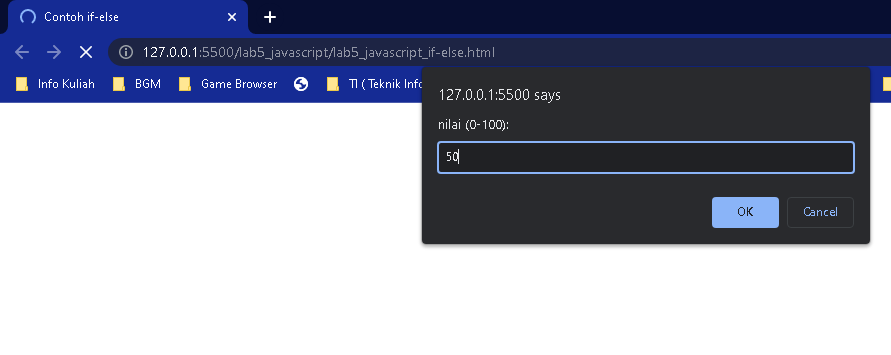 Contoh if-else
127.0.0.1:5500/lab5_javascript/lab5_javascript_if-else.html
Info Kuliah BGM Game Browser TI ( Teknik Info
127.0.0.1:5500 says
nilai (0-100):
50
OK Cancel